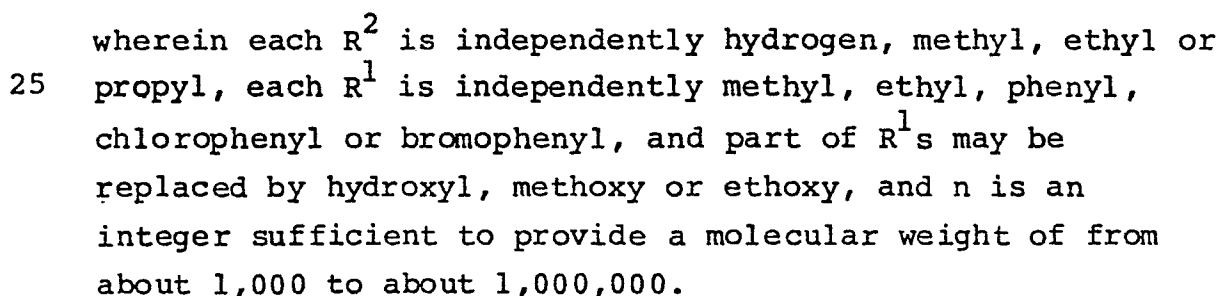 wherein each R² is independently hydrogen, methyl, ethyl or
25 propyl, each R¹ is independently methyl, ethyl, phenyl,
chlorophenyl or bromophenyl, and part of R¹s may be
replaced by hydroxyl, methoxy or ethoxy, and n is an
integer sufficient to provide a molecular weight of from
about 1,000 to about 1,000,000.